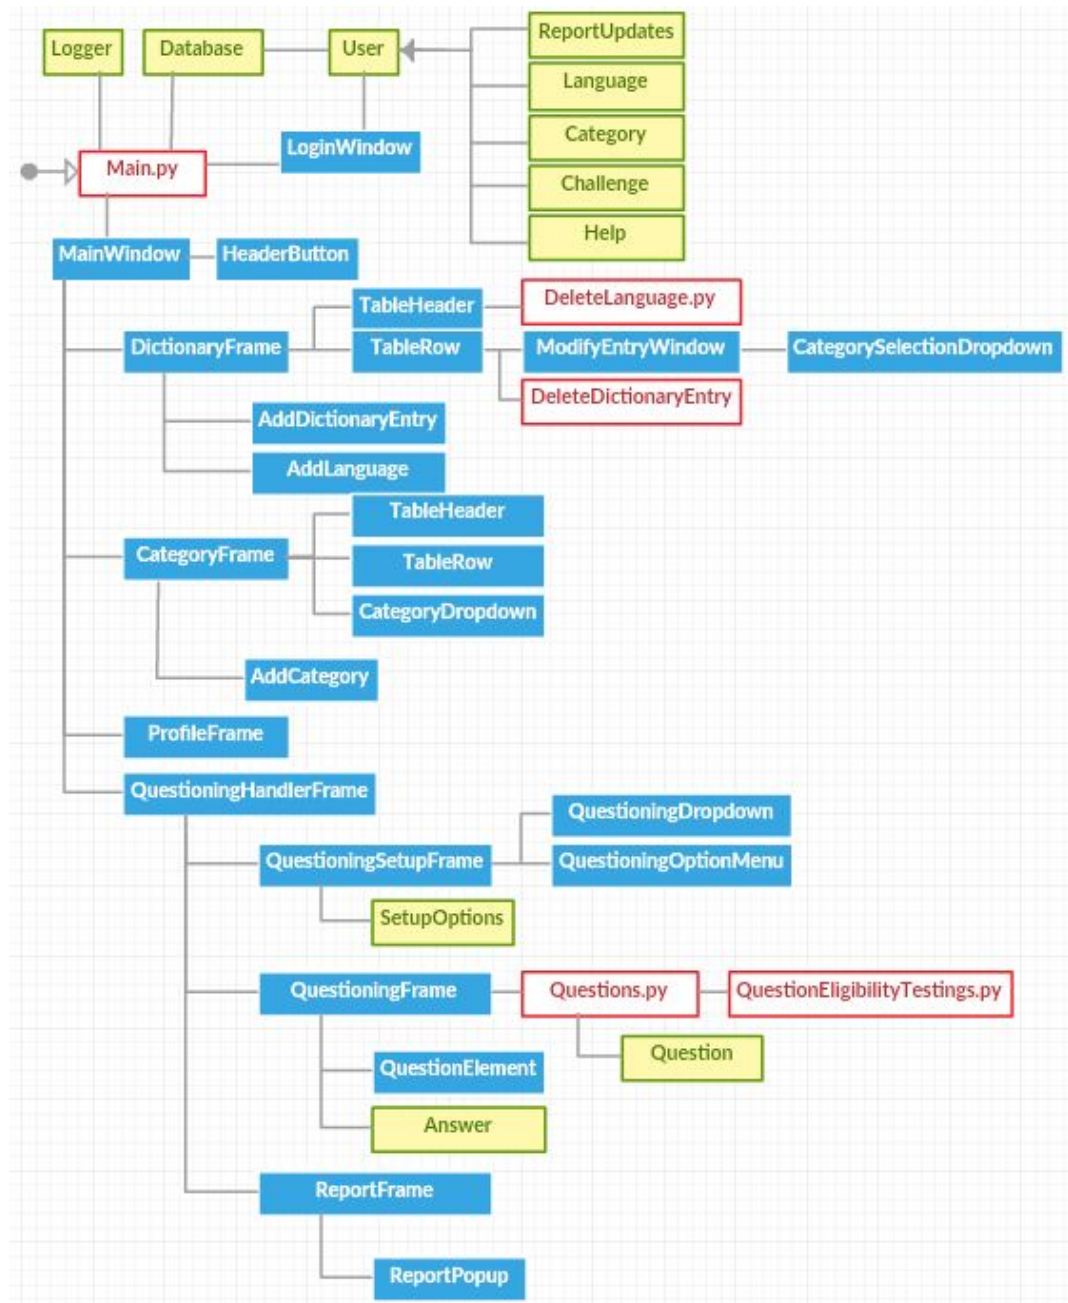 Logger
Database
User
ReportUpdates
Language
Category
Challenge
Help
LoginWindow
Main.py
MainWindow
HeaderButton
TableHeader
DeleteLanguage.py
DictionaryFrame
TableRow
ModifyEntryWindow
CategorySelectionDropdown
DeleteDictionaryEntry
AddDictionaryEntry
AddLanguage
TableHeader
CategoryFrame
TableRow
CategoryDropdown
AddCategory
ProfileFrame
QuestioningHandlerFrame
QuestioningDropdown
QuestioningSetupFrame
QuestioningOptionMenu
SetupOptions
QuestioningFrame
Questions.py
QuestionEligibilityTestings.py
Question
QuestionElement
Answer
ReportFrame
ReportPopup